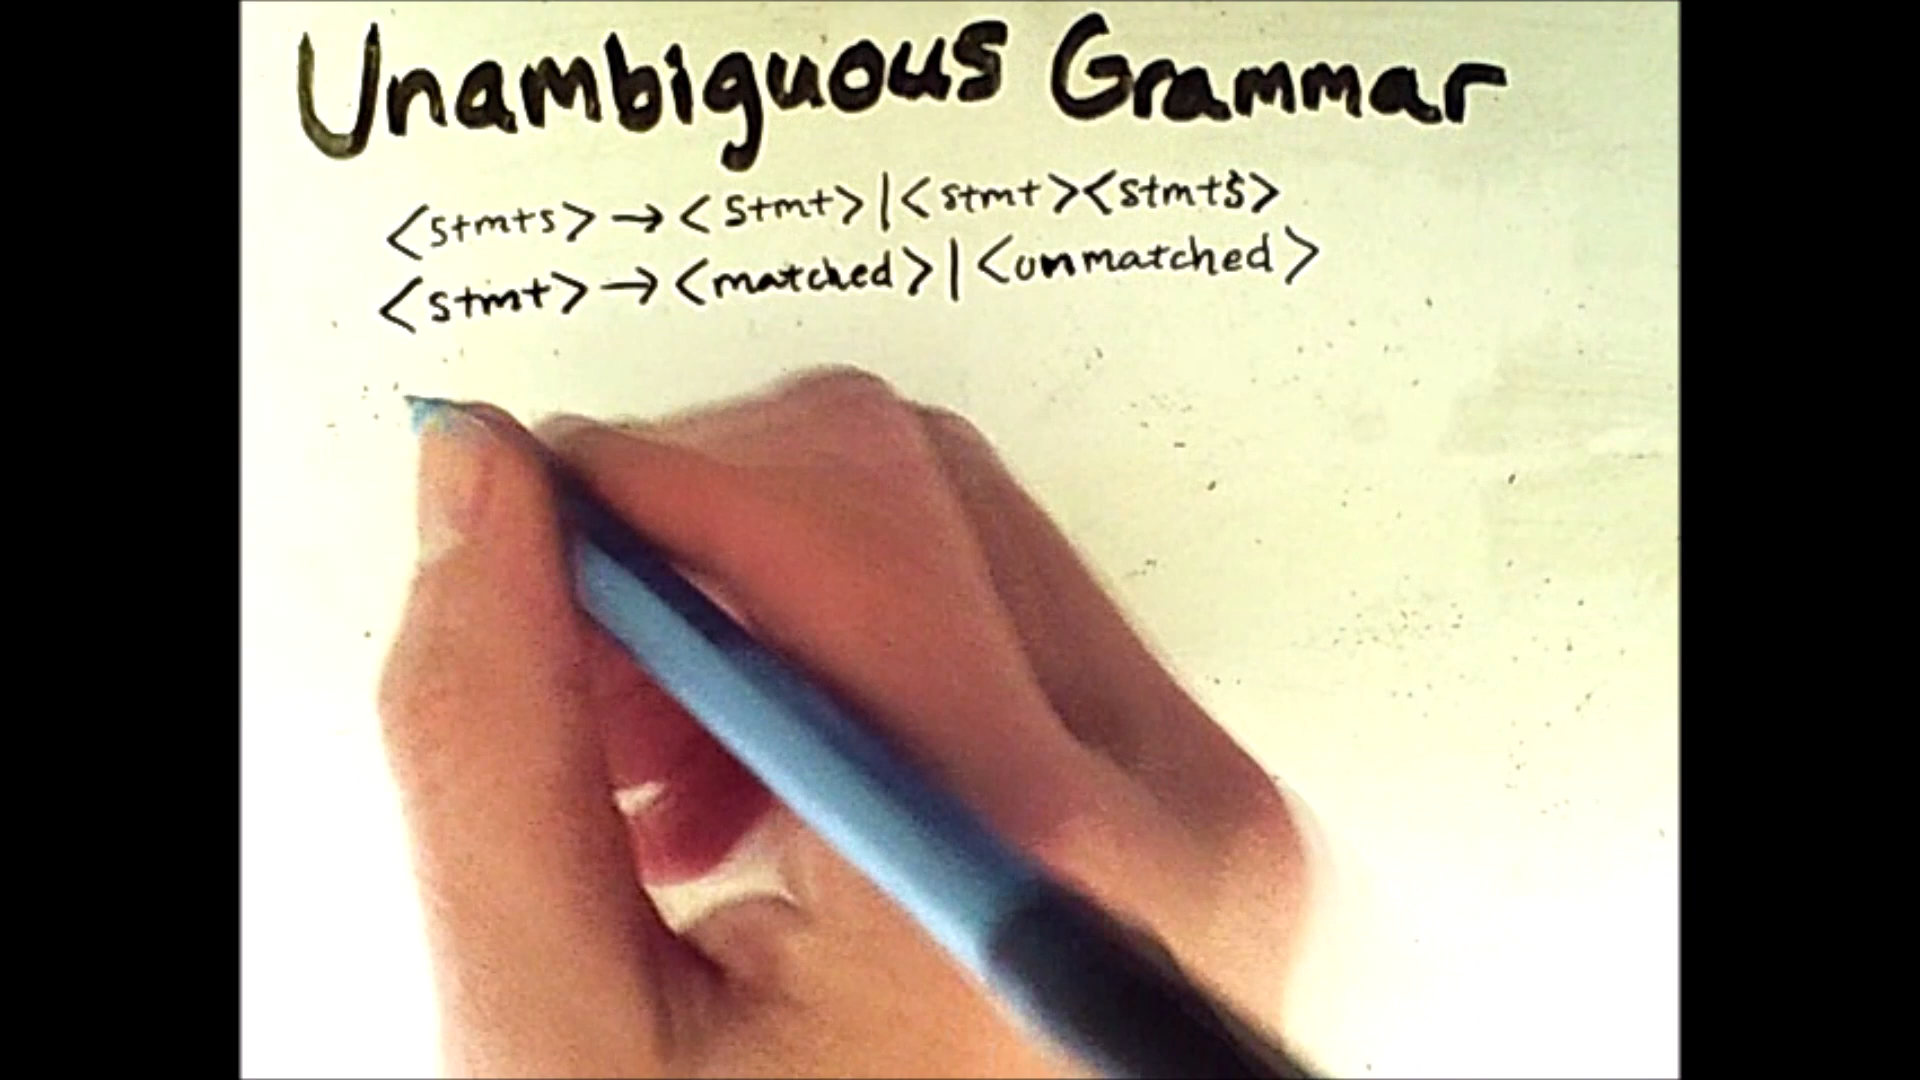 Unambiguous Grammar
<stmts> → <stmt> | <stmt><stmts>
<stmt> → <matched> | <unmatched>